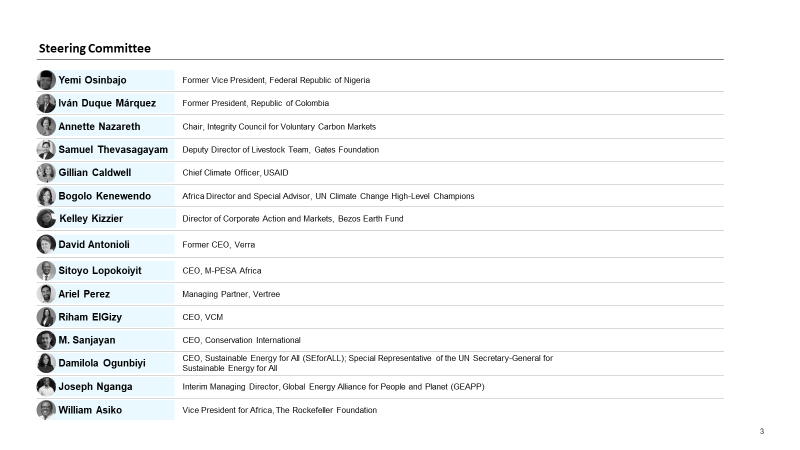 Steering Committee
Yemi Osinbajo Former Vice President, Federal Republic of Nigeria
Iván Duque Márquez Former President, Republic of Colombia
Annette Nazareth Chair, Integrity Council for Voluntary Carbon Markets
Samuel Thevasagayam Deputy Director of Livestock Team, Gates Foundation
Gillian Caldwell Chief Climate Officer, USAID
Bogolo Kenewendo Africa Director and Special Advisor, UN Climate Change High-Level Champions
Kelley Kizzier Director of Corporate Action and Markets, Bezos Earth Fund
David Antonioli Former CEO, Verra
Sitoyo Lopokoiyit CEO, M-PESA Africa
Ariel Perez Managing Partner, Vertree
Riham ElGizy CEO, VCM
M. Sanjayan CEO, Conservation International
Damilola Ogunbiyi CEO, Sustainable Energy for All (SEforALL); Special Representative of the UN Secretary-General for
Sustainable Energy for All
Joseph Nganga Interim Managing Director, Global Energy Alliance for People and Planet (GEAPP)
William Asiko Vice President for Africa, The Rockefeller Foundation
3